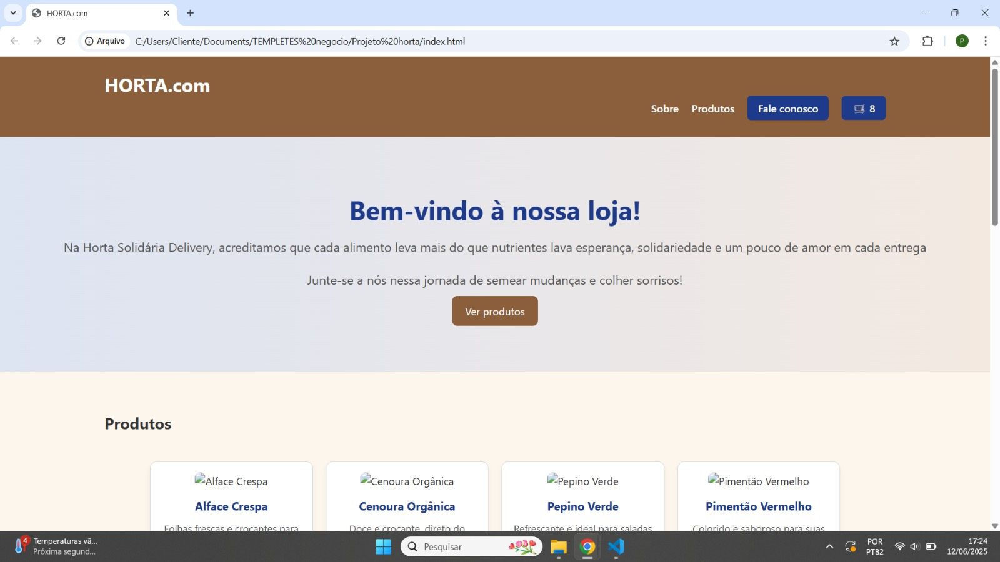 HORTA.com
Arquivo
C:/Users/Cliente/Documents/TEMPLETES%20negocio/Projeto%20horta/index.html
P
HORTA.com
Sobre
Produtos
Fale conosco
8
Bem-vindo à nossa loja!
Na Horta Solidária Delivery, acreditamos que cada alimento leva mais do que nutrientes lava esperança, solidariedade e um pouco de amor em cada entrega
Junte-se a nós nessa jornada de semear mudanças e colher sorrisos!
Ver produtos
Produtos
Alface Crespa
Cenoura Orgânica
Pepino Verde
Pimentão Vermelho
Alface Crespa
Cenoura Orgânica
Pepino Verde
Pimentão Vermelho
Folhas frescas e crocantes para
Doce e crocante, direto do
Refrescante e ideal para saladas
Colorido e saboroso para suas
4
Temperaturas vã...
Próxima segund...
Pesquisar
POR
PTB2
17:24
12/06/2025